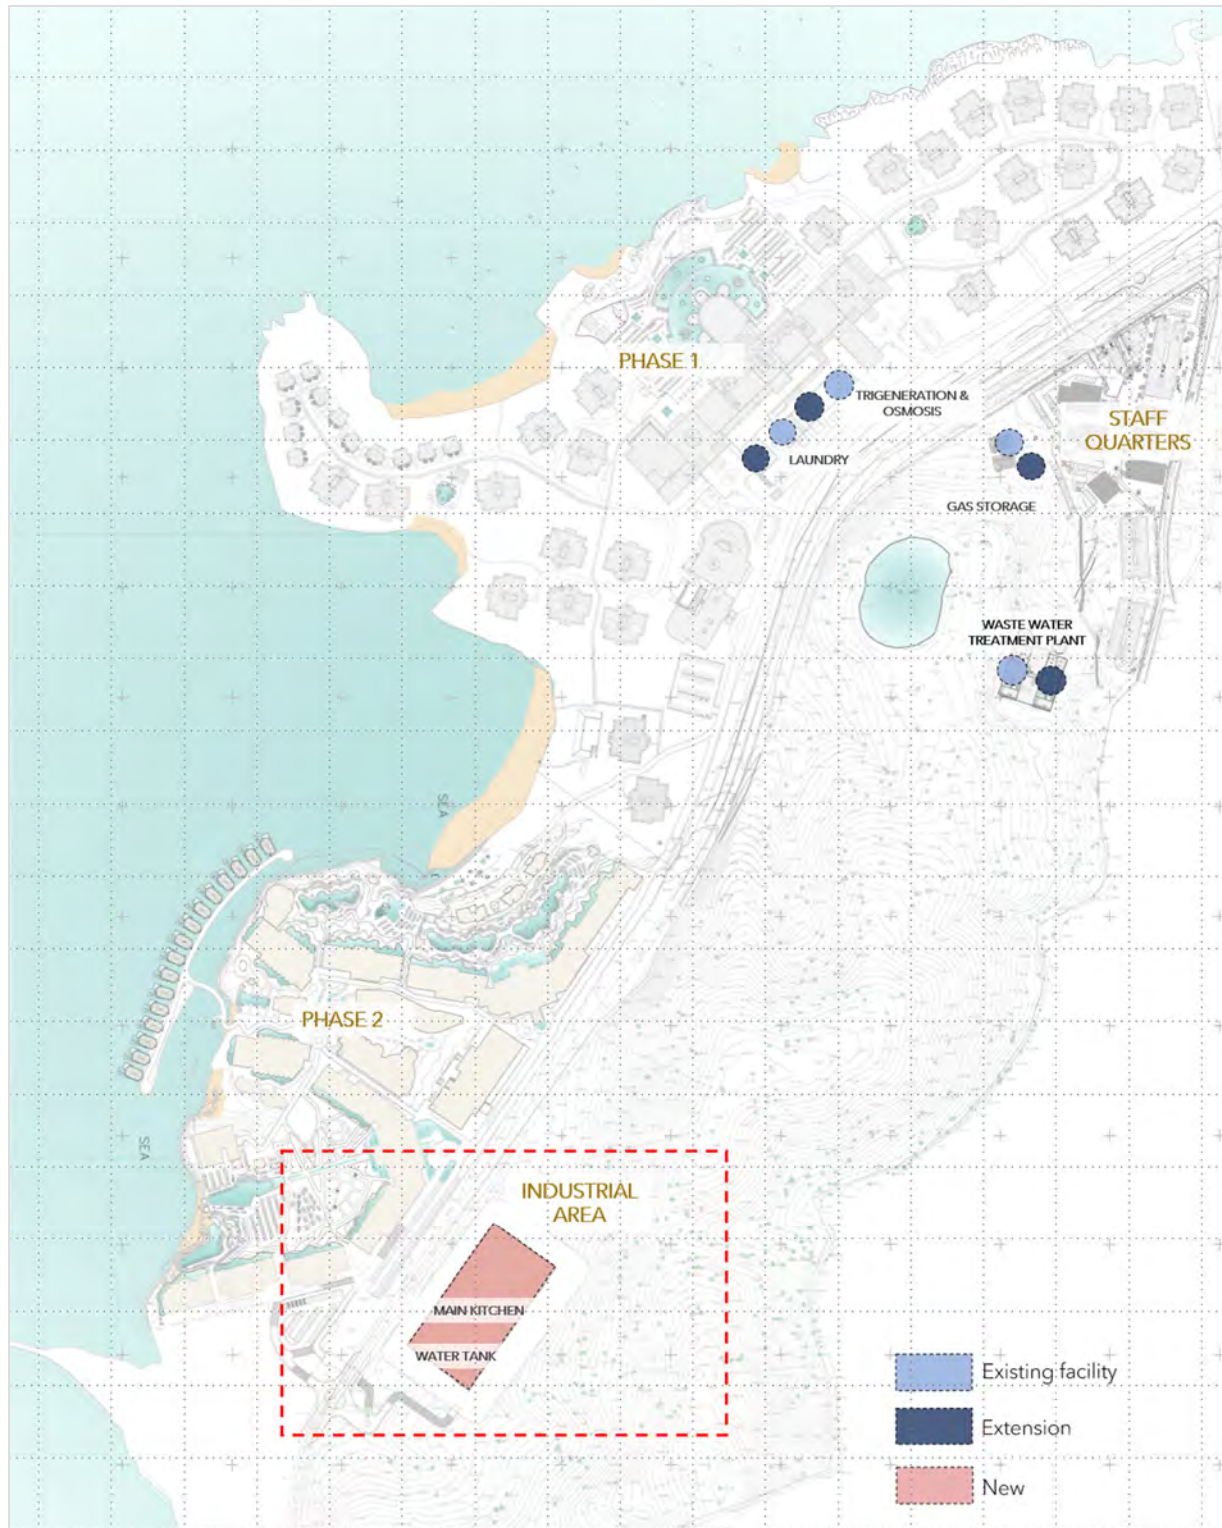 PHASE 1
TRIGENERATION &
OSMOSIS
STAFF
QUARTERS
LAUNDRY
GAS STORAGE
WASTE WATER
TREATMENT PLANT
SEA
PHASE 2
SEA
INDUSTRIAL
AREA
MAIN KITCHEN
WATER TANK
Existing facility
Extension
New